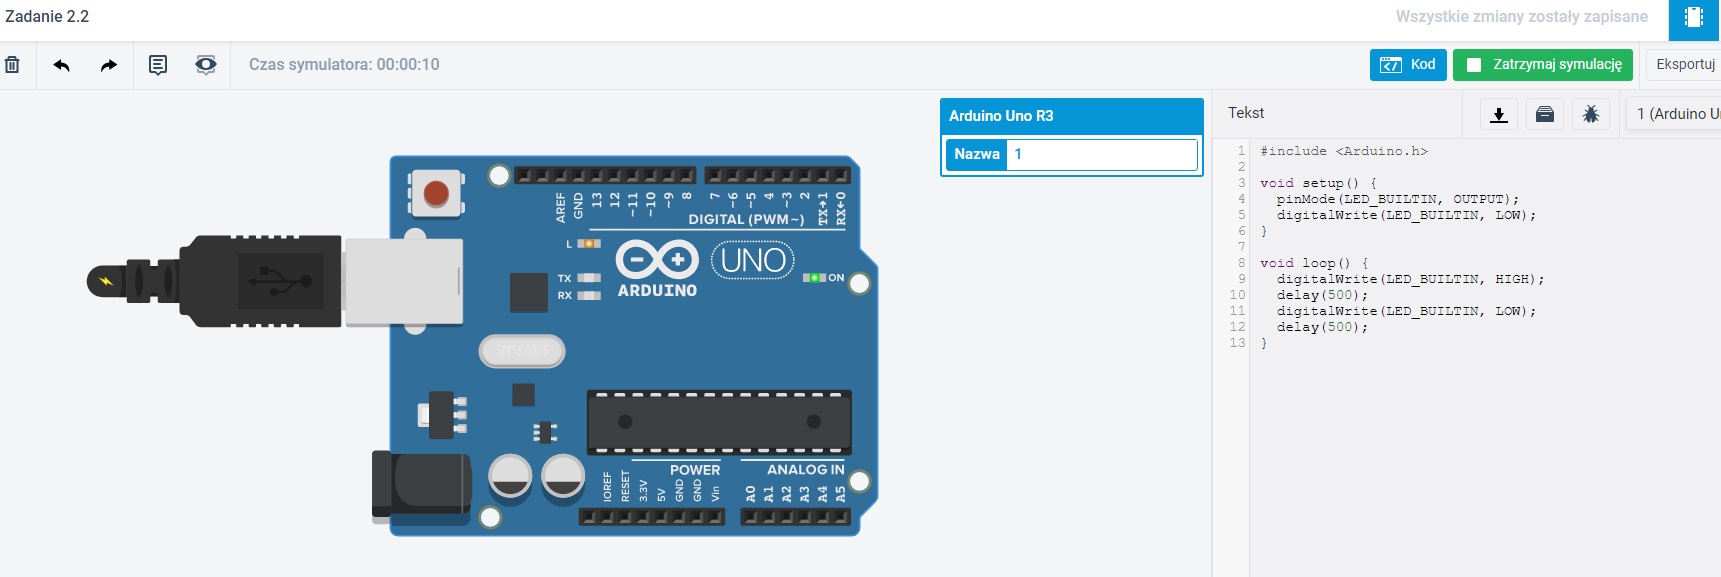 Zadanie 2.2
Wszystkie zmiany zostały zapisane
Czas symulatora: 00:00:10
Kod
Zatrzymaj symulację
Eksportuj
Arduino Uno R3
Nazwa 1
Tekst
1 (Arduino U
AREF
GND
13
12
~11
~10
~9
8
7
~6
~5
4
~3
2
TX→1
RX←0
DIGITAL (PWM~)
L
TX
RX
ARDUINO
UNO
ON
SPK16.000G
POWER
ANALOG IN
IOREF
RESET
3.3V
5V
GND
GND
Vin
A0
A1
A2
A3
A4
A5
1 #include <Arduino.h>
2
3 void setup() {
4 pinMode(LED_BUILTIN, OUTPUT);
5 digitalWrite(LED_BUILTIN, LOW);
6 }
7
8 void loop() {
9 digitalWrite(LED_BUILTIN, HIGH);
10 delay(500);
11 digitalWrite(LED_BUILTIN, LOW);
12 delay(500);
13 }